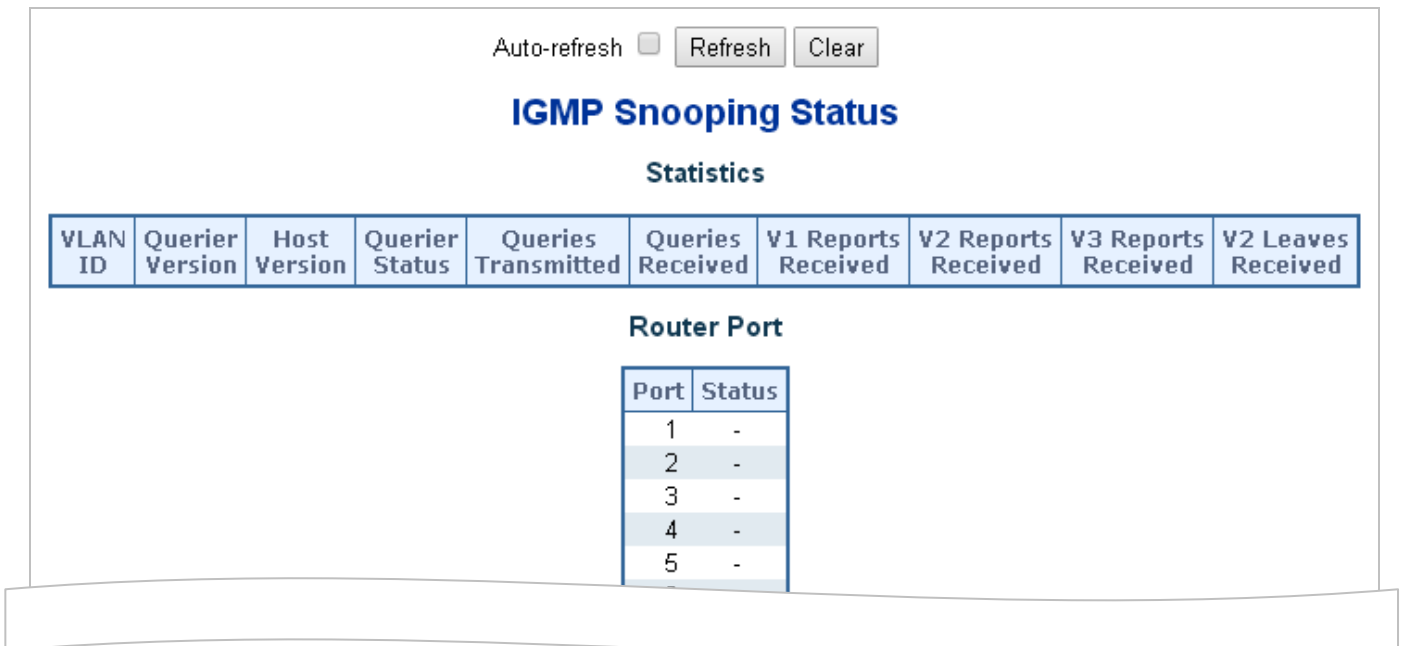 Auto-refresh Refresh Clear
IGMP Snooping Status
Statistics
VLAN ID Querier Version Host Version Querier Status Queries Transmitted Queries Received V1 Reports Received V2 Reports Received V3 Reports Received V2 Leaves Received
Router Port
Port Status
1 -
2 -
3 -
4 -
5 -